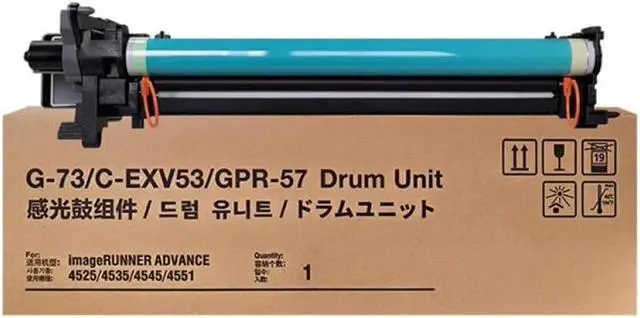 G-73/C-EXV53/GPR-57 Drum Unit
感光鼓组件 / 드럼 유니트 / ドラムユニット
For:
适用机型:
사용기종:
使用機種:
imageRUNNER ADVANCE
4525/4535/4545/4551
Quantity:
容纳个数:
입수:
入数:
1
19